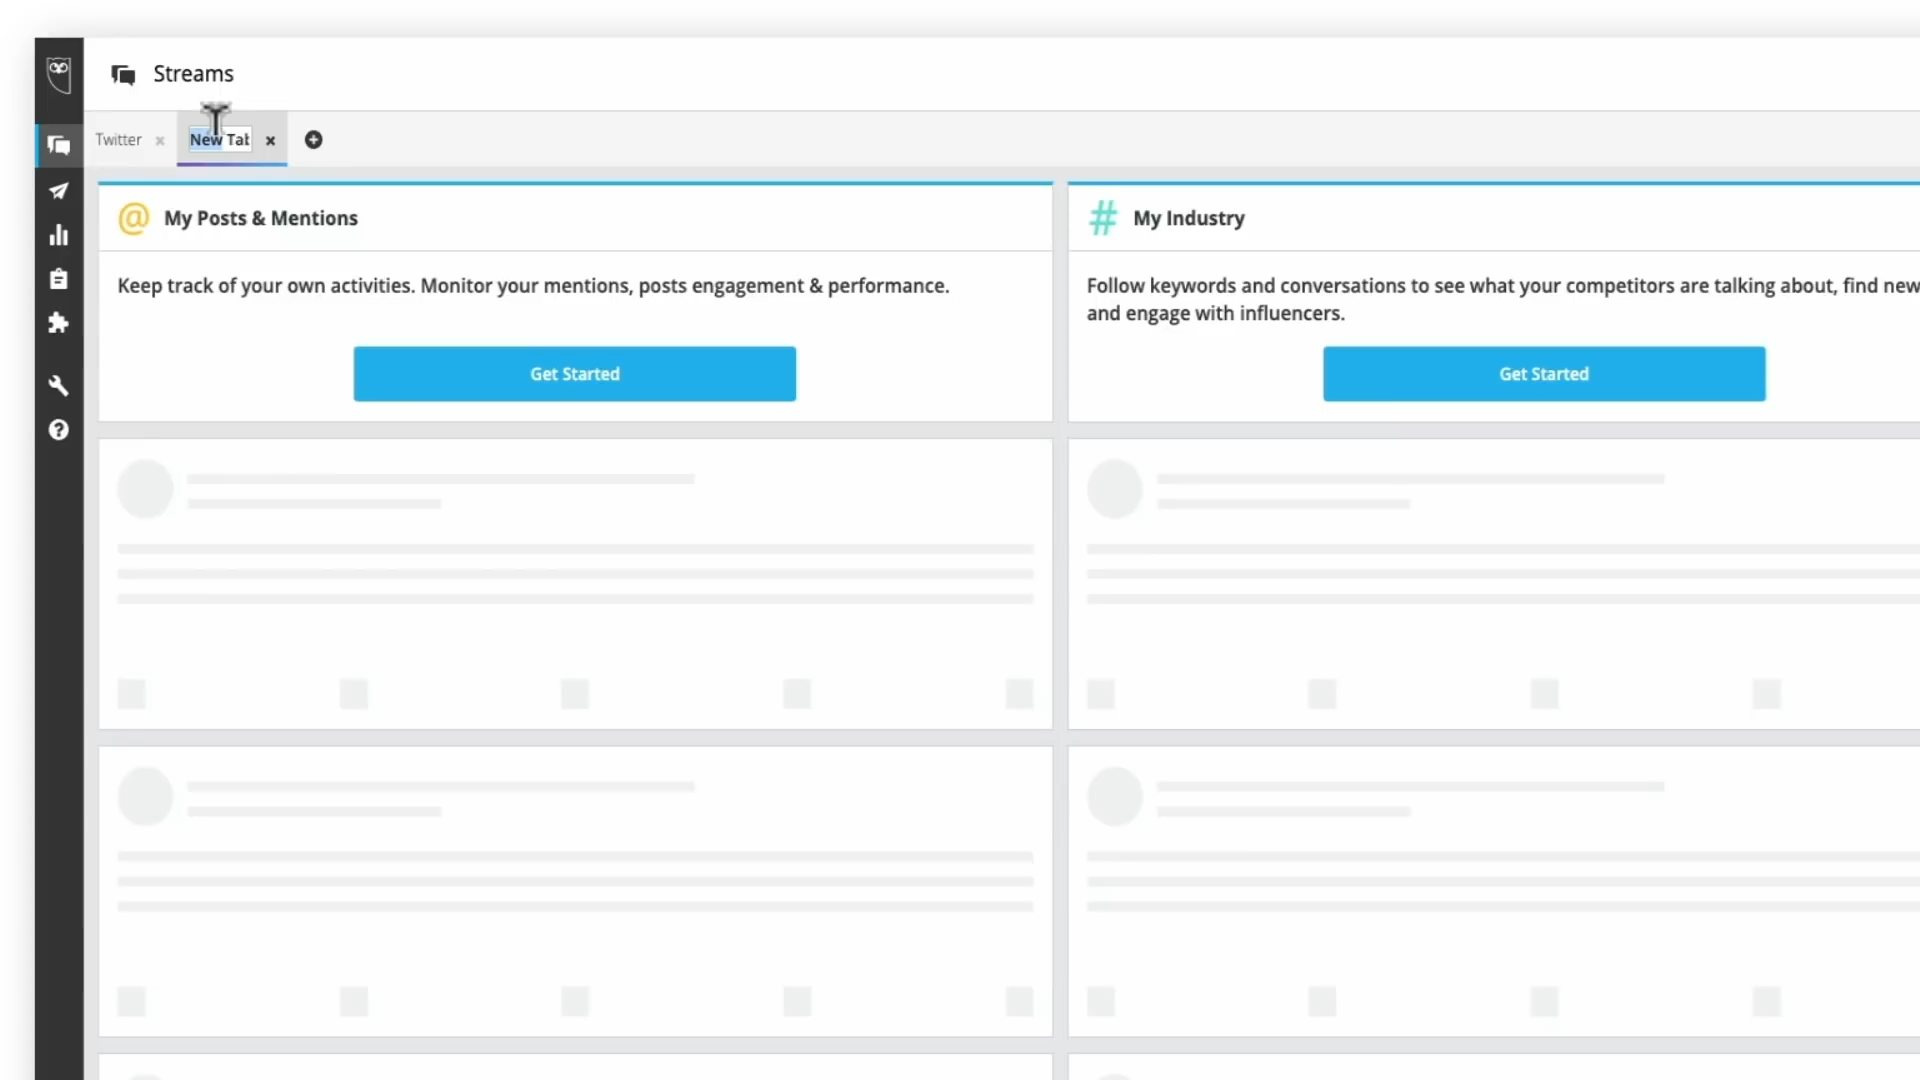 Streams
Twitter
New Tab
My Posts & Mentions
Keep track of your own activities. Monitor your mentions, posts engagement & performance.
Get Started
My Industry
Follow keywords and conversations to see what your competitors are talking about, find new
and engage with influencers.
Get Started